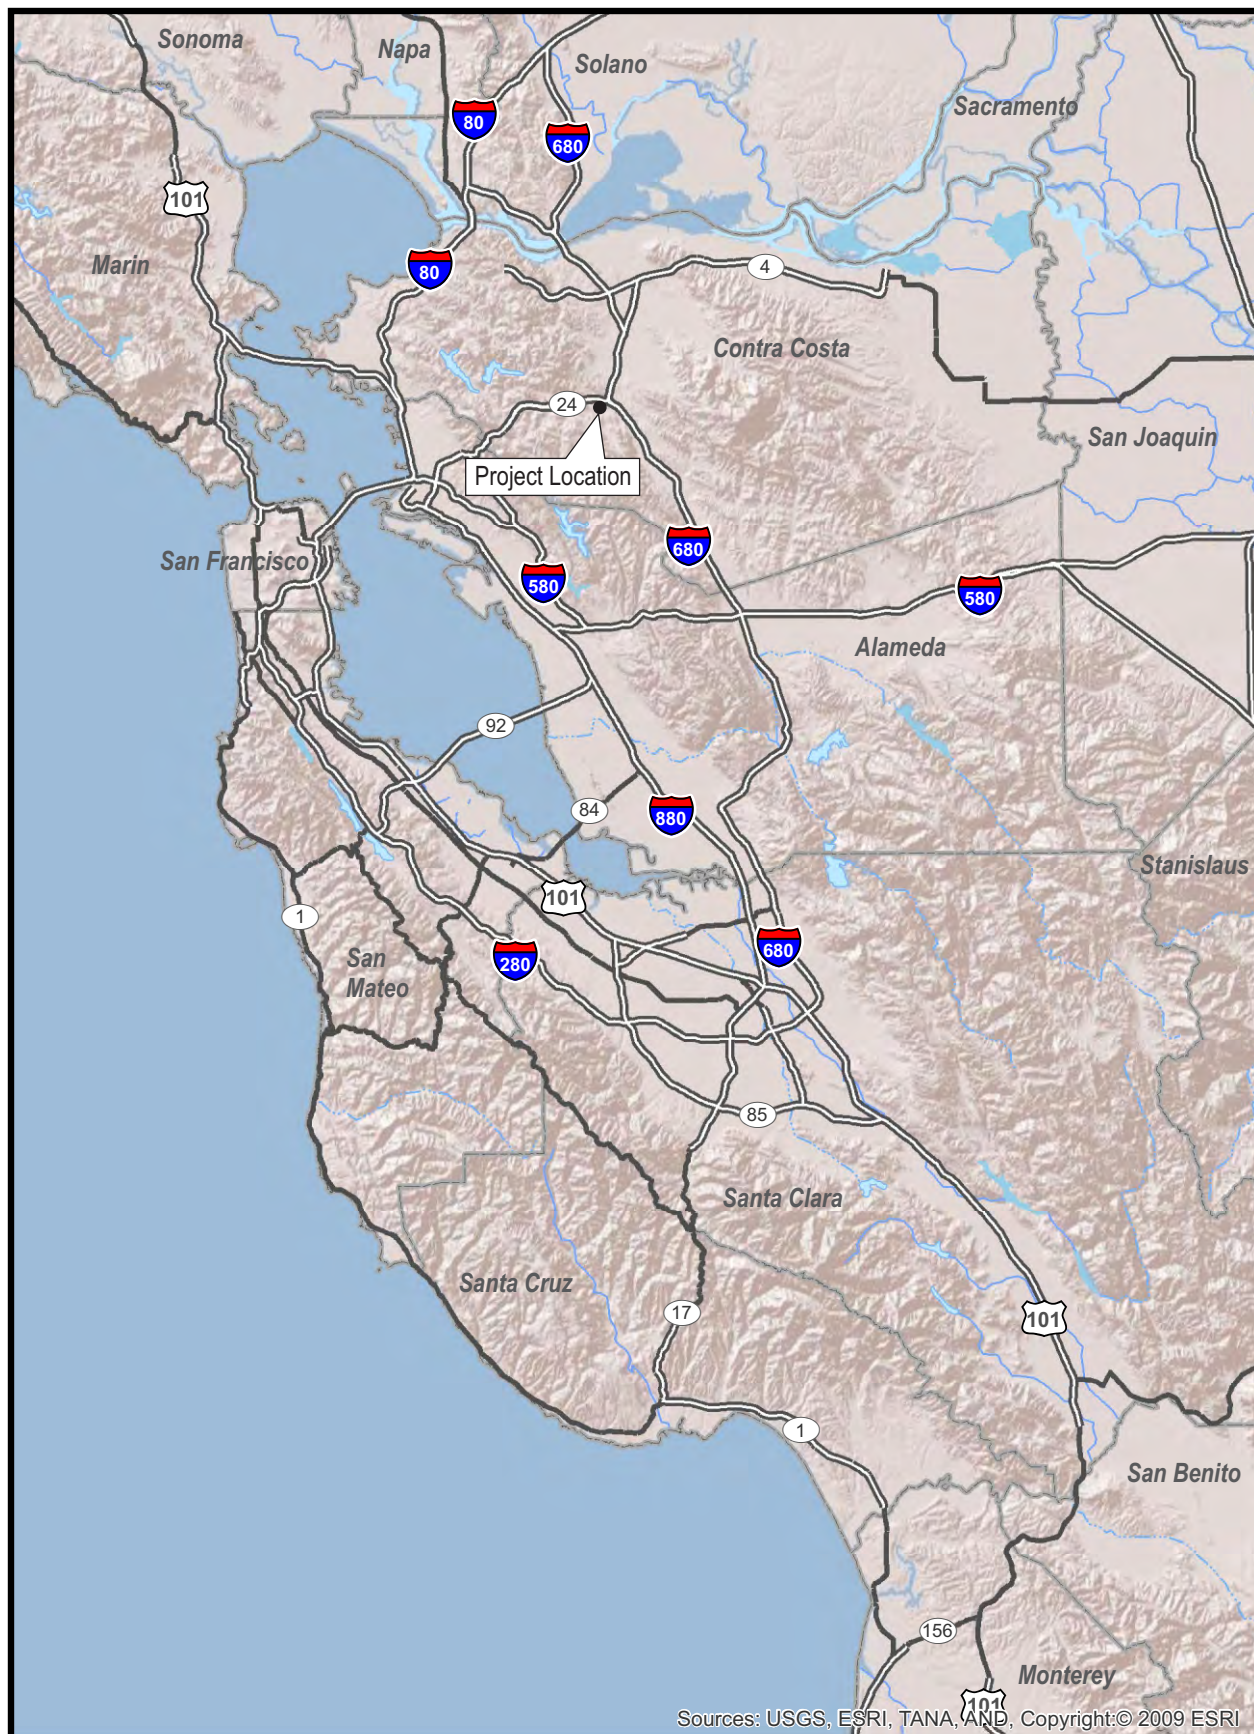 Sonoma
Napa
Solano
Sacramento
80
680
101
Marin
80
4
Contra Costa
24
San Joaquin
Project Location
San Francisco
680
580
580
Alameda
92
84
880
Stanislaus
101
1
680
280
San
Mateo
85
Santa Clara
Santa Cruz
17
101
1
San Benito
156
Monterey
101
Sources: USGS, ESRI, TANA, AND, Copyright:© 2009 ESRI